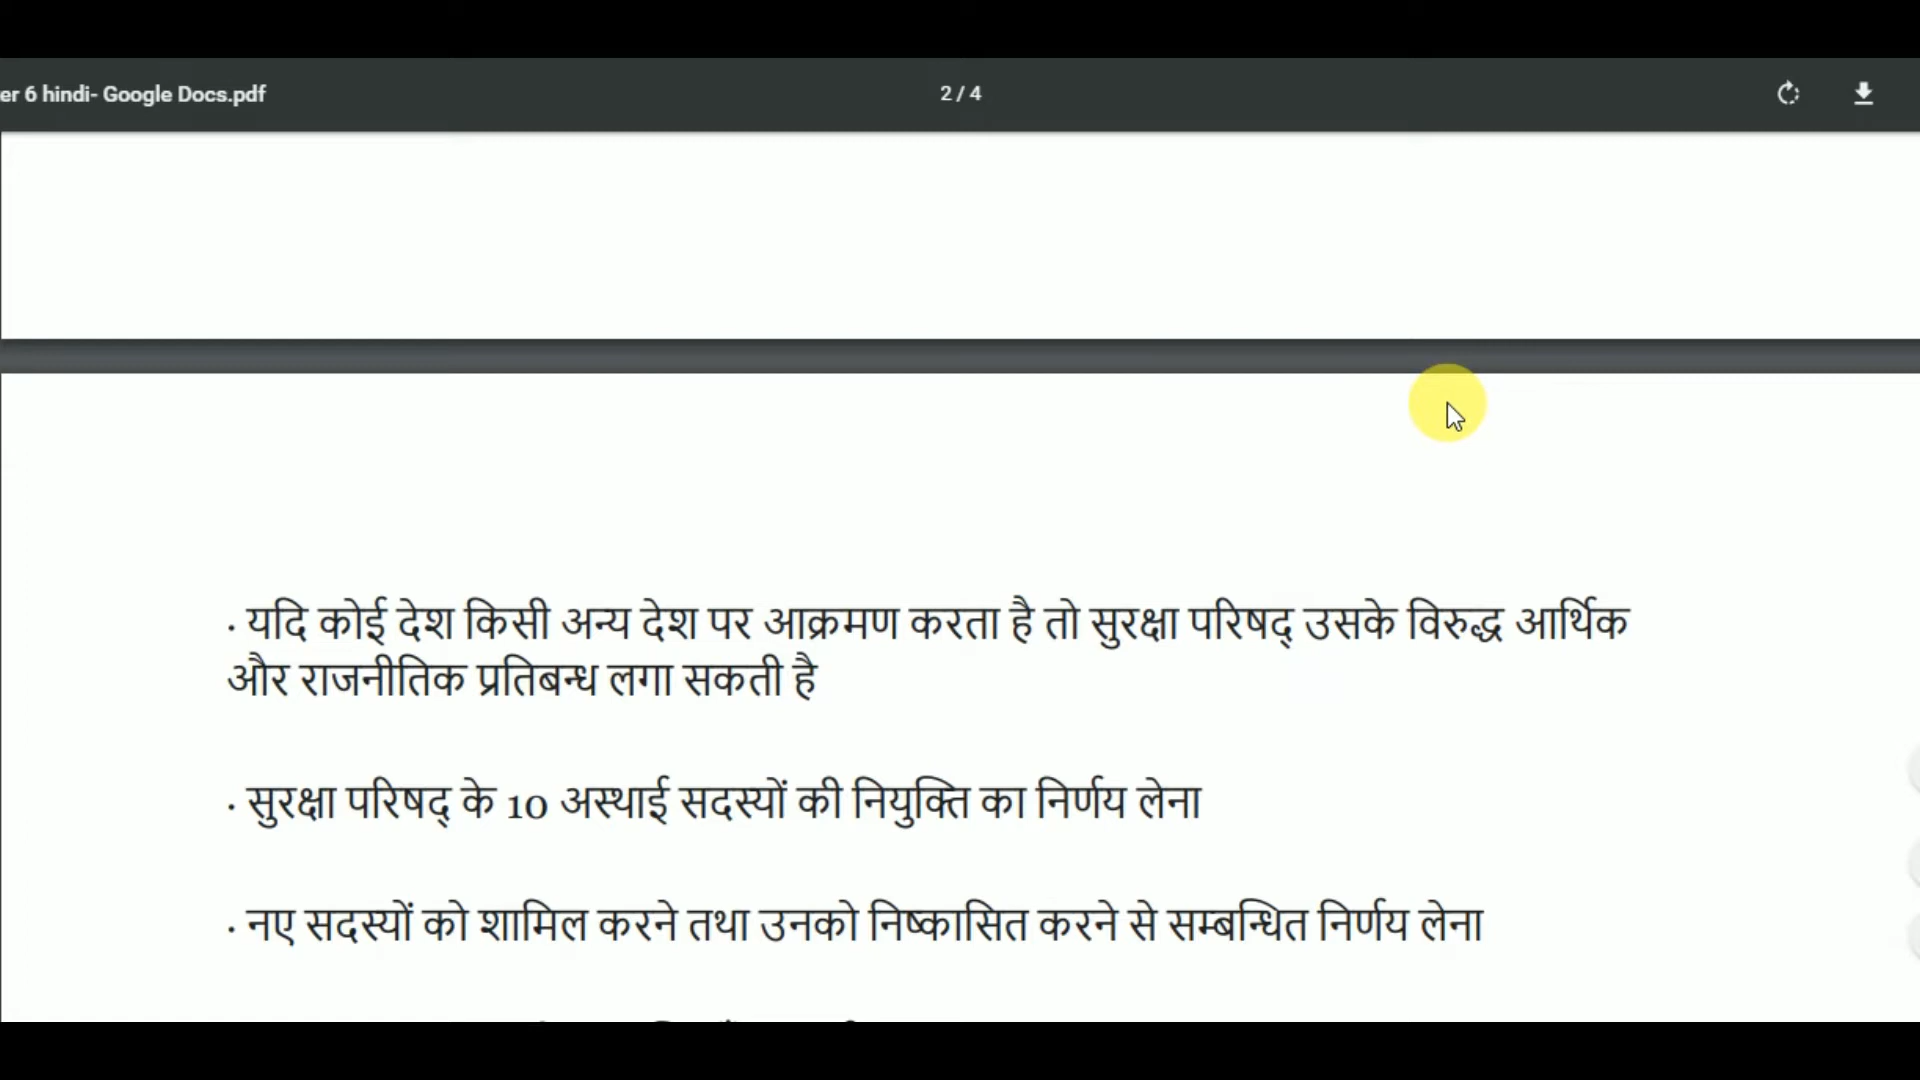 er 6 hindi- Google Docs.pdf
2 / 4
· यदि कोई देश किसी अन्य देश पर आक्रमण करता है तो सुरक्षा परिषद् उसके विरुद्ध आर्थिक
और राजनीतिक प्रतिबन्ध लगा सकती है
· सुरक्षा परिषद् के 10 अस्थाई सदस्यों की नियुक्ति का निर्णय लेना
· नए सदस्यों को शामिल करने तथा उनको निष्कासित करने से सम्बन्धित निर्णय लेना